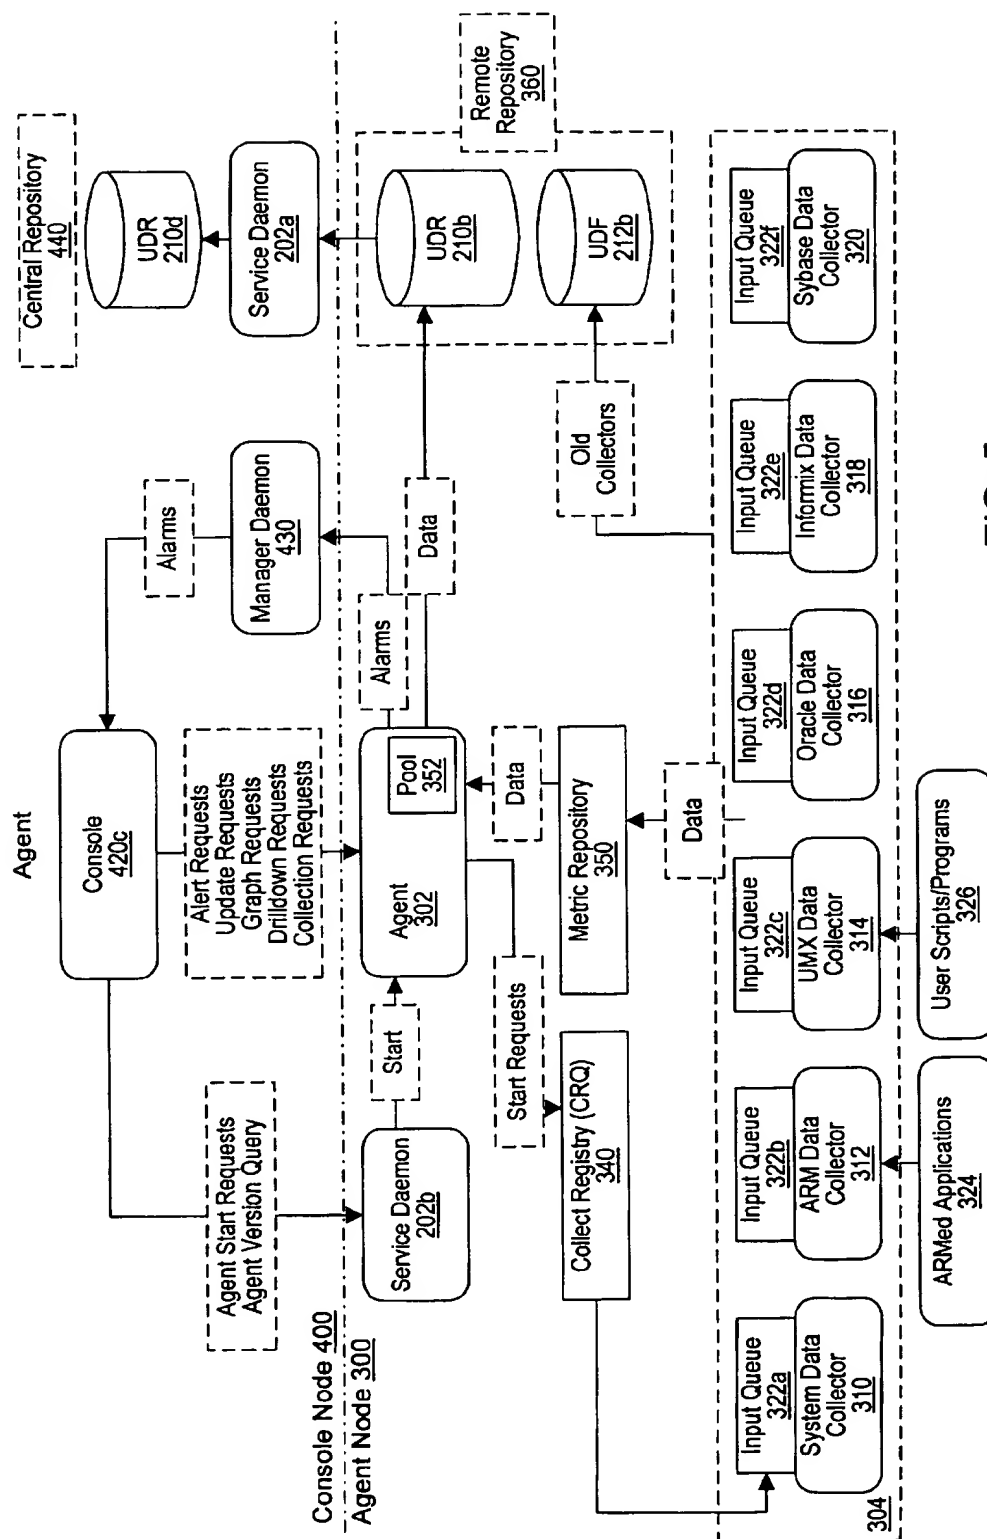 Agent
Central Repository
440
Console
420c
Alarms
UDR
210d
Agent Start Requests
Agent Version Query
Alert Requests
Update Requests
Graph Requests
Drilldown Requests
Collection Requests
Manager Daemon
430
Service Daemon
202a
Console Node 400
Agent Node 300
Service Daemon
202b
Start
Agent
302
Pool
352
Alarms
Data
UDR
210b
Remote
Repository
360
Start Requests
Data
Old
Collectors
UDF
212b
Collect Registry (CRQ)
340
Metric Repository
350
Data
Input Queue
322a
System Data
Collector
310
Input Queue
322b
ARM Data
Collector
312
Input Queue
322c
UMX Data
Collector
314
Input Queue
322d
Oracle Data
Collector
316
Input Queue
322e
Informix Data
Collector
318
Input Queue
322f
Sybase Data
Collector
320
304
ARMed Applications
324
User Scripts/Programs
326